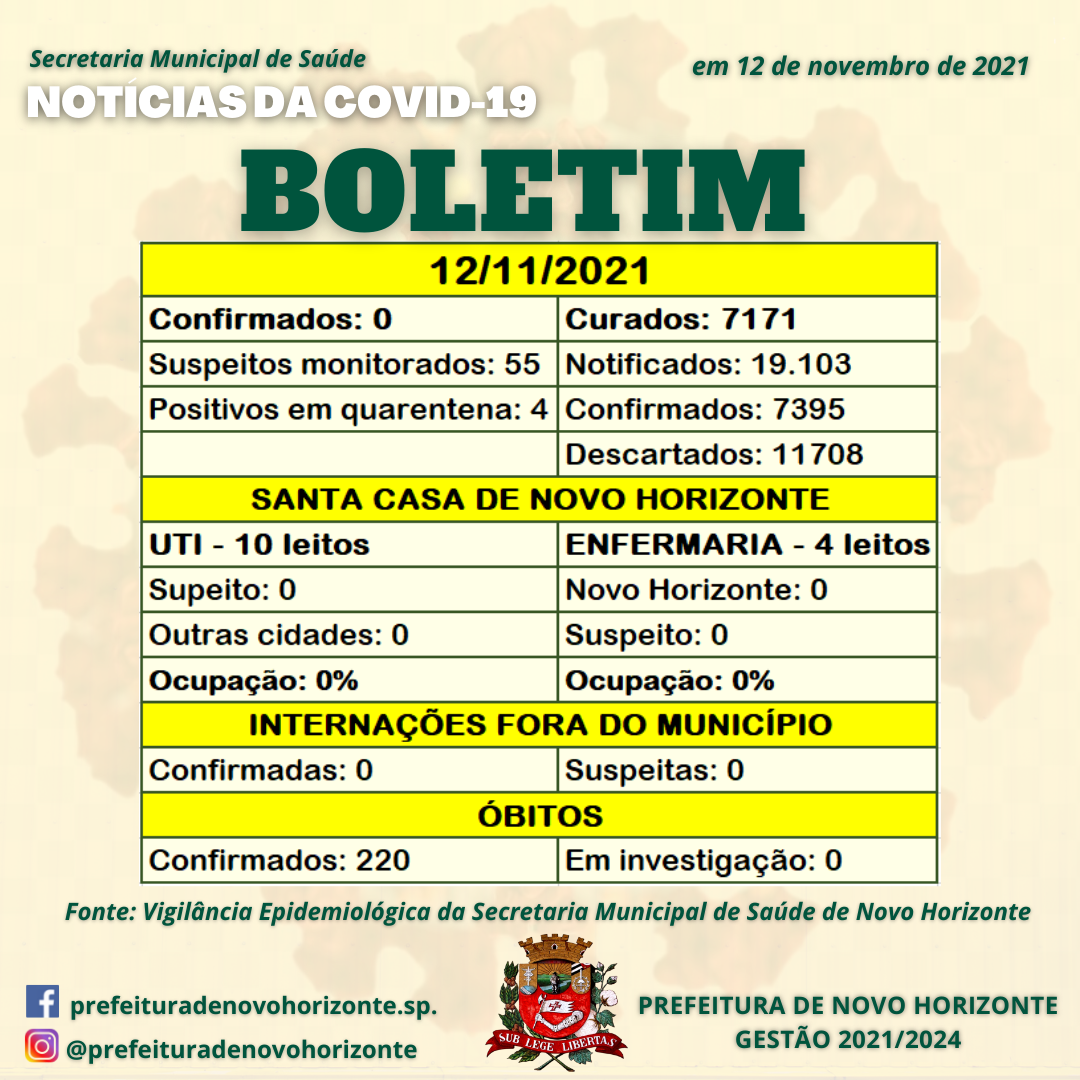 Secretaria Municipal de Saúde
em 12 de novembro de 2021
NOTÍCIAS DA COVID-19
BOLETIM
12/11/2021
Confirmados: 0
Curados: 7171
Suspeitos monitorados: 55
Notificados: 19.103
Positivos em quarentena: 4
Confirmados: 7395
Descartados: 11708
SANTA CASA DE NOVO HORIZONTE
UTI - 10 leitos
ENFERMARIA - 4 leitos
Supeito: 0
Novo Horizonte: 0
Outras cidades: 0
Suspeito: 0
Ocupação: 0%
Ocupação: 0%
INTERNAÇÕES FORA DO MUNICÍPIO
Confirmadas: 0
Suspeitas: 0
ÓBITOS
Confirmados: 220
Em investigação: 0
Fonte: Vigilância Epidemiológica da Secretaria Municipal de Saúde de Novo Horizonte
prefeituradenovohorizonte.sp.
@prefeituradenovohorizonte
SUB LEGE LIBERTAS
PREFEITURA DE NOVO HORIZONTE
GESTÃO 2021/2024